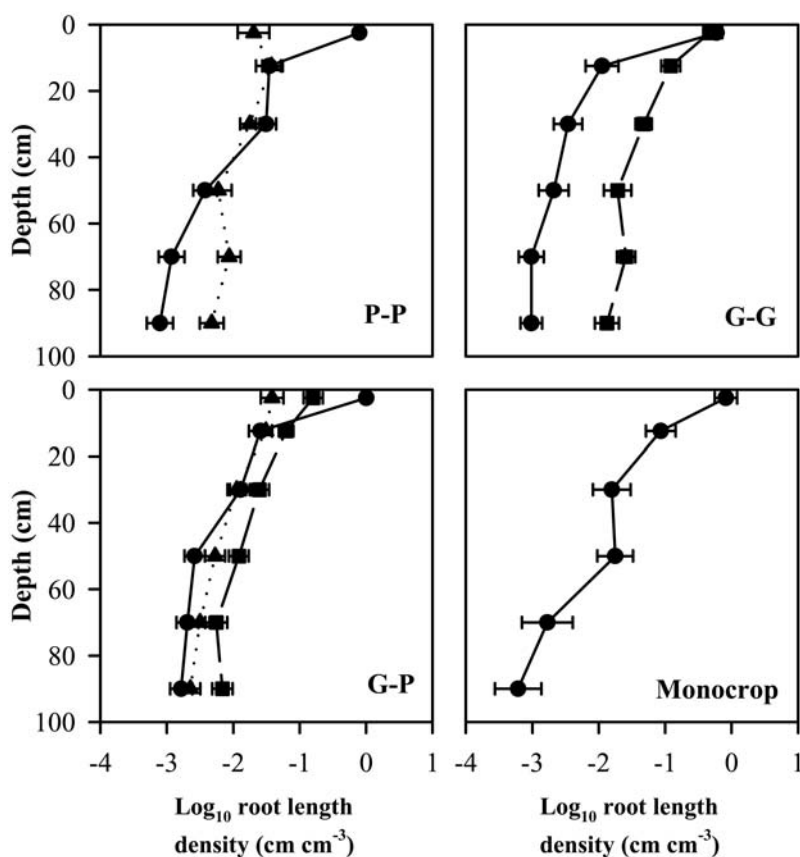 0
20
40
60
80
100
Depth (cm)
P-P
G-G
0
20
40
60
80
100
Depth (cm)
G-P
Monocrop
-4 -3 -2 -1 0 1
-4 -3 -2 -1 0 1
Log₁₀ root length
density (cm cm⁻³)
Log₁₀ root length
density (cm cm⁻³)